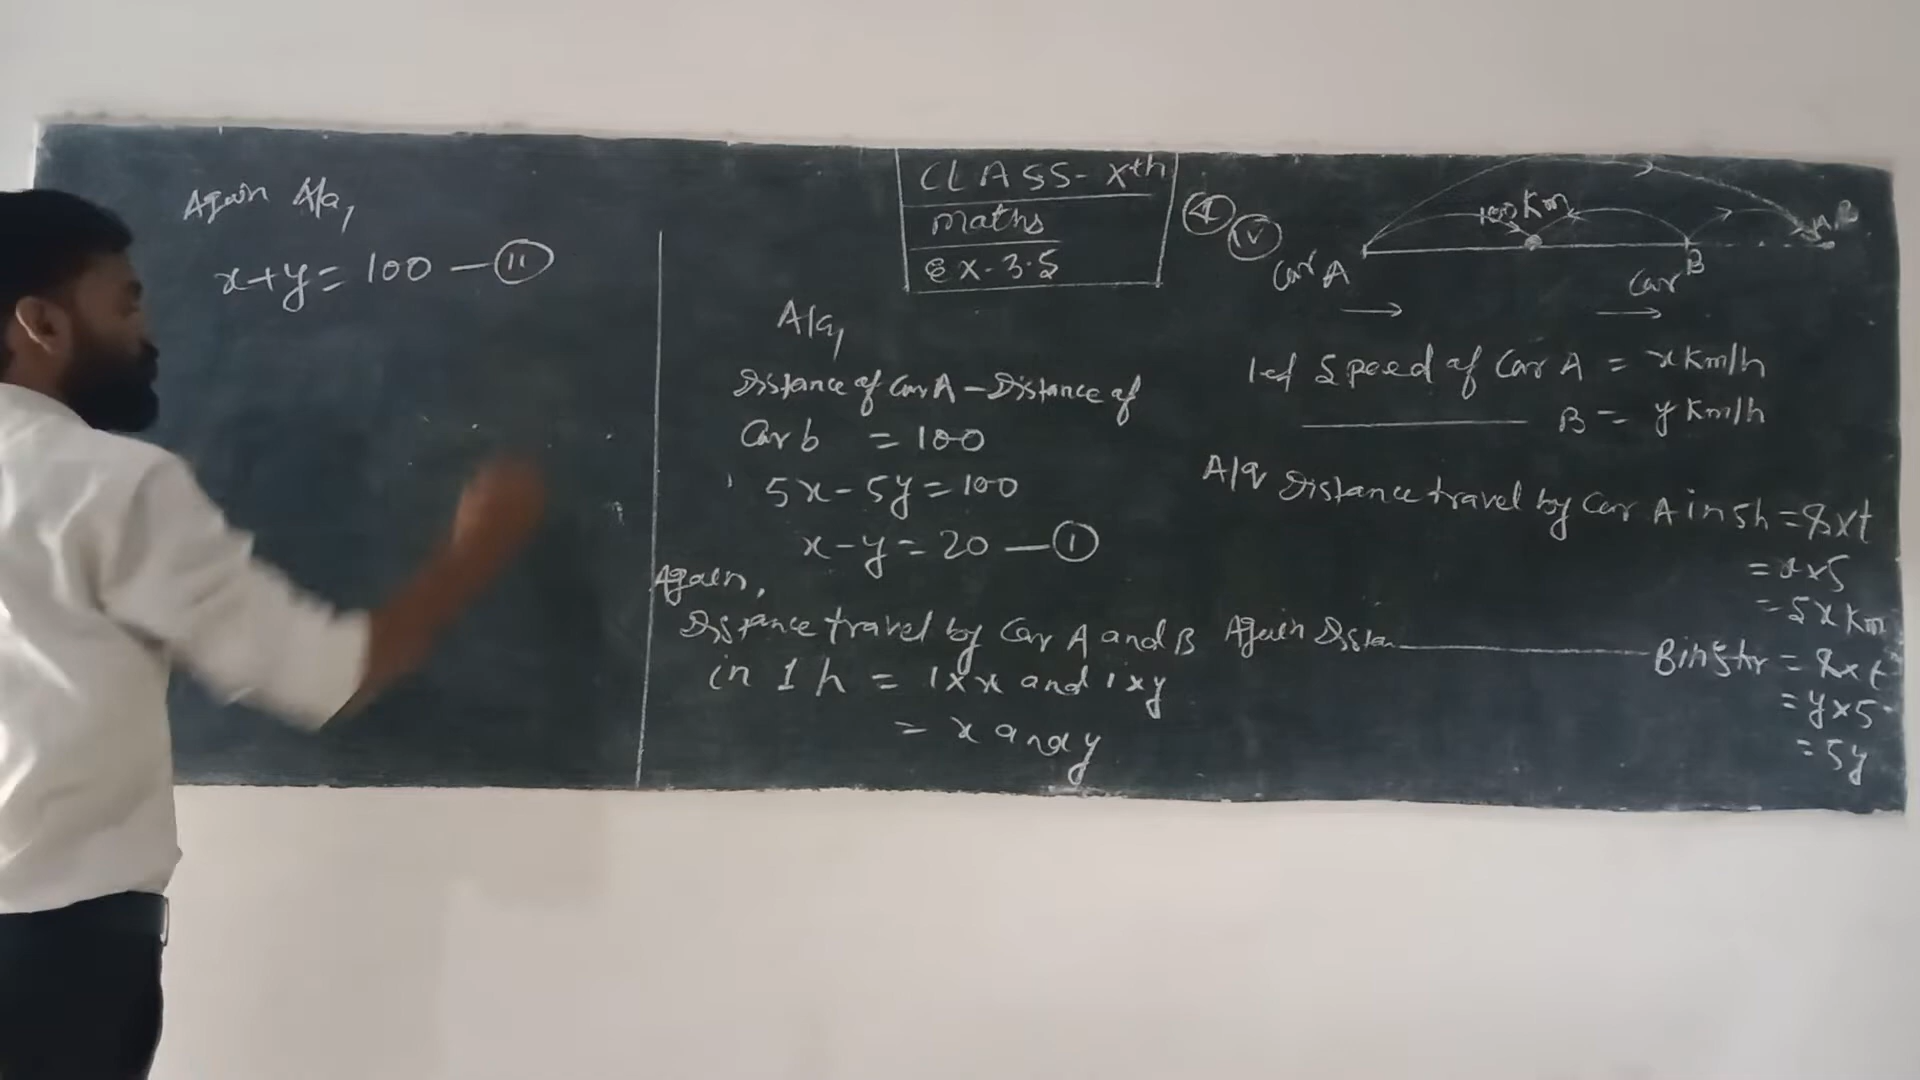 Again A/q,
x+y = 100 — (II)
CLASS - Xth
Maths
Ex - 3.5
A/q,
Distance of Car A - Distance of
Car b = 100
5x - 5y = 100
x - y = 20 — (I)
Again,
Distance travel by Car A and B
in 1 h = 1×x and 1×y
= x and y
(IV)
100 Km
A B
Car A
Car B
let Speed of Car A = x Km/h
B = y Km/h
A/q Distance travel by Car A in 5h = s×t
= x×5
= 5x Km
Again Distan B in 5hr = s×t
= y×5
= 5y